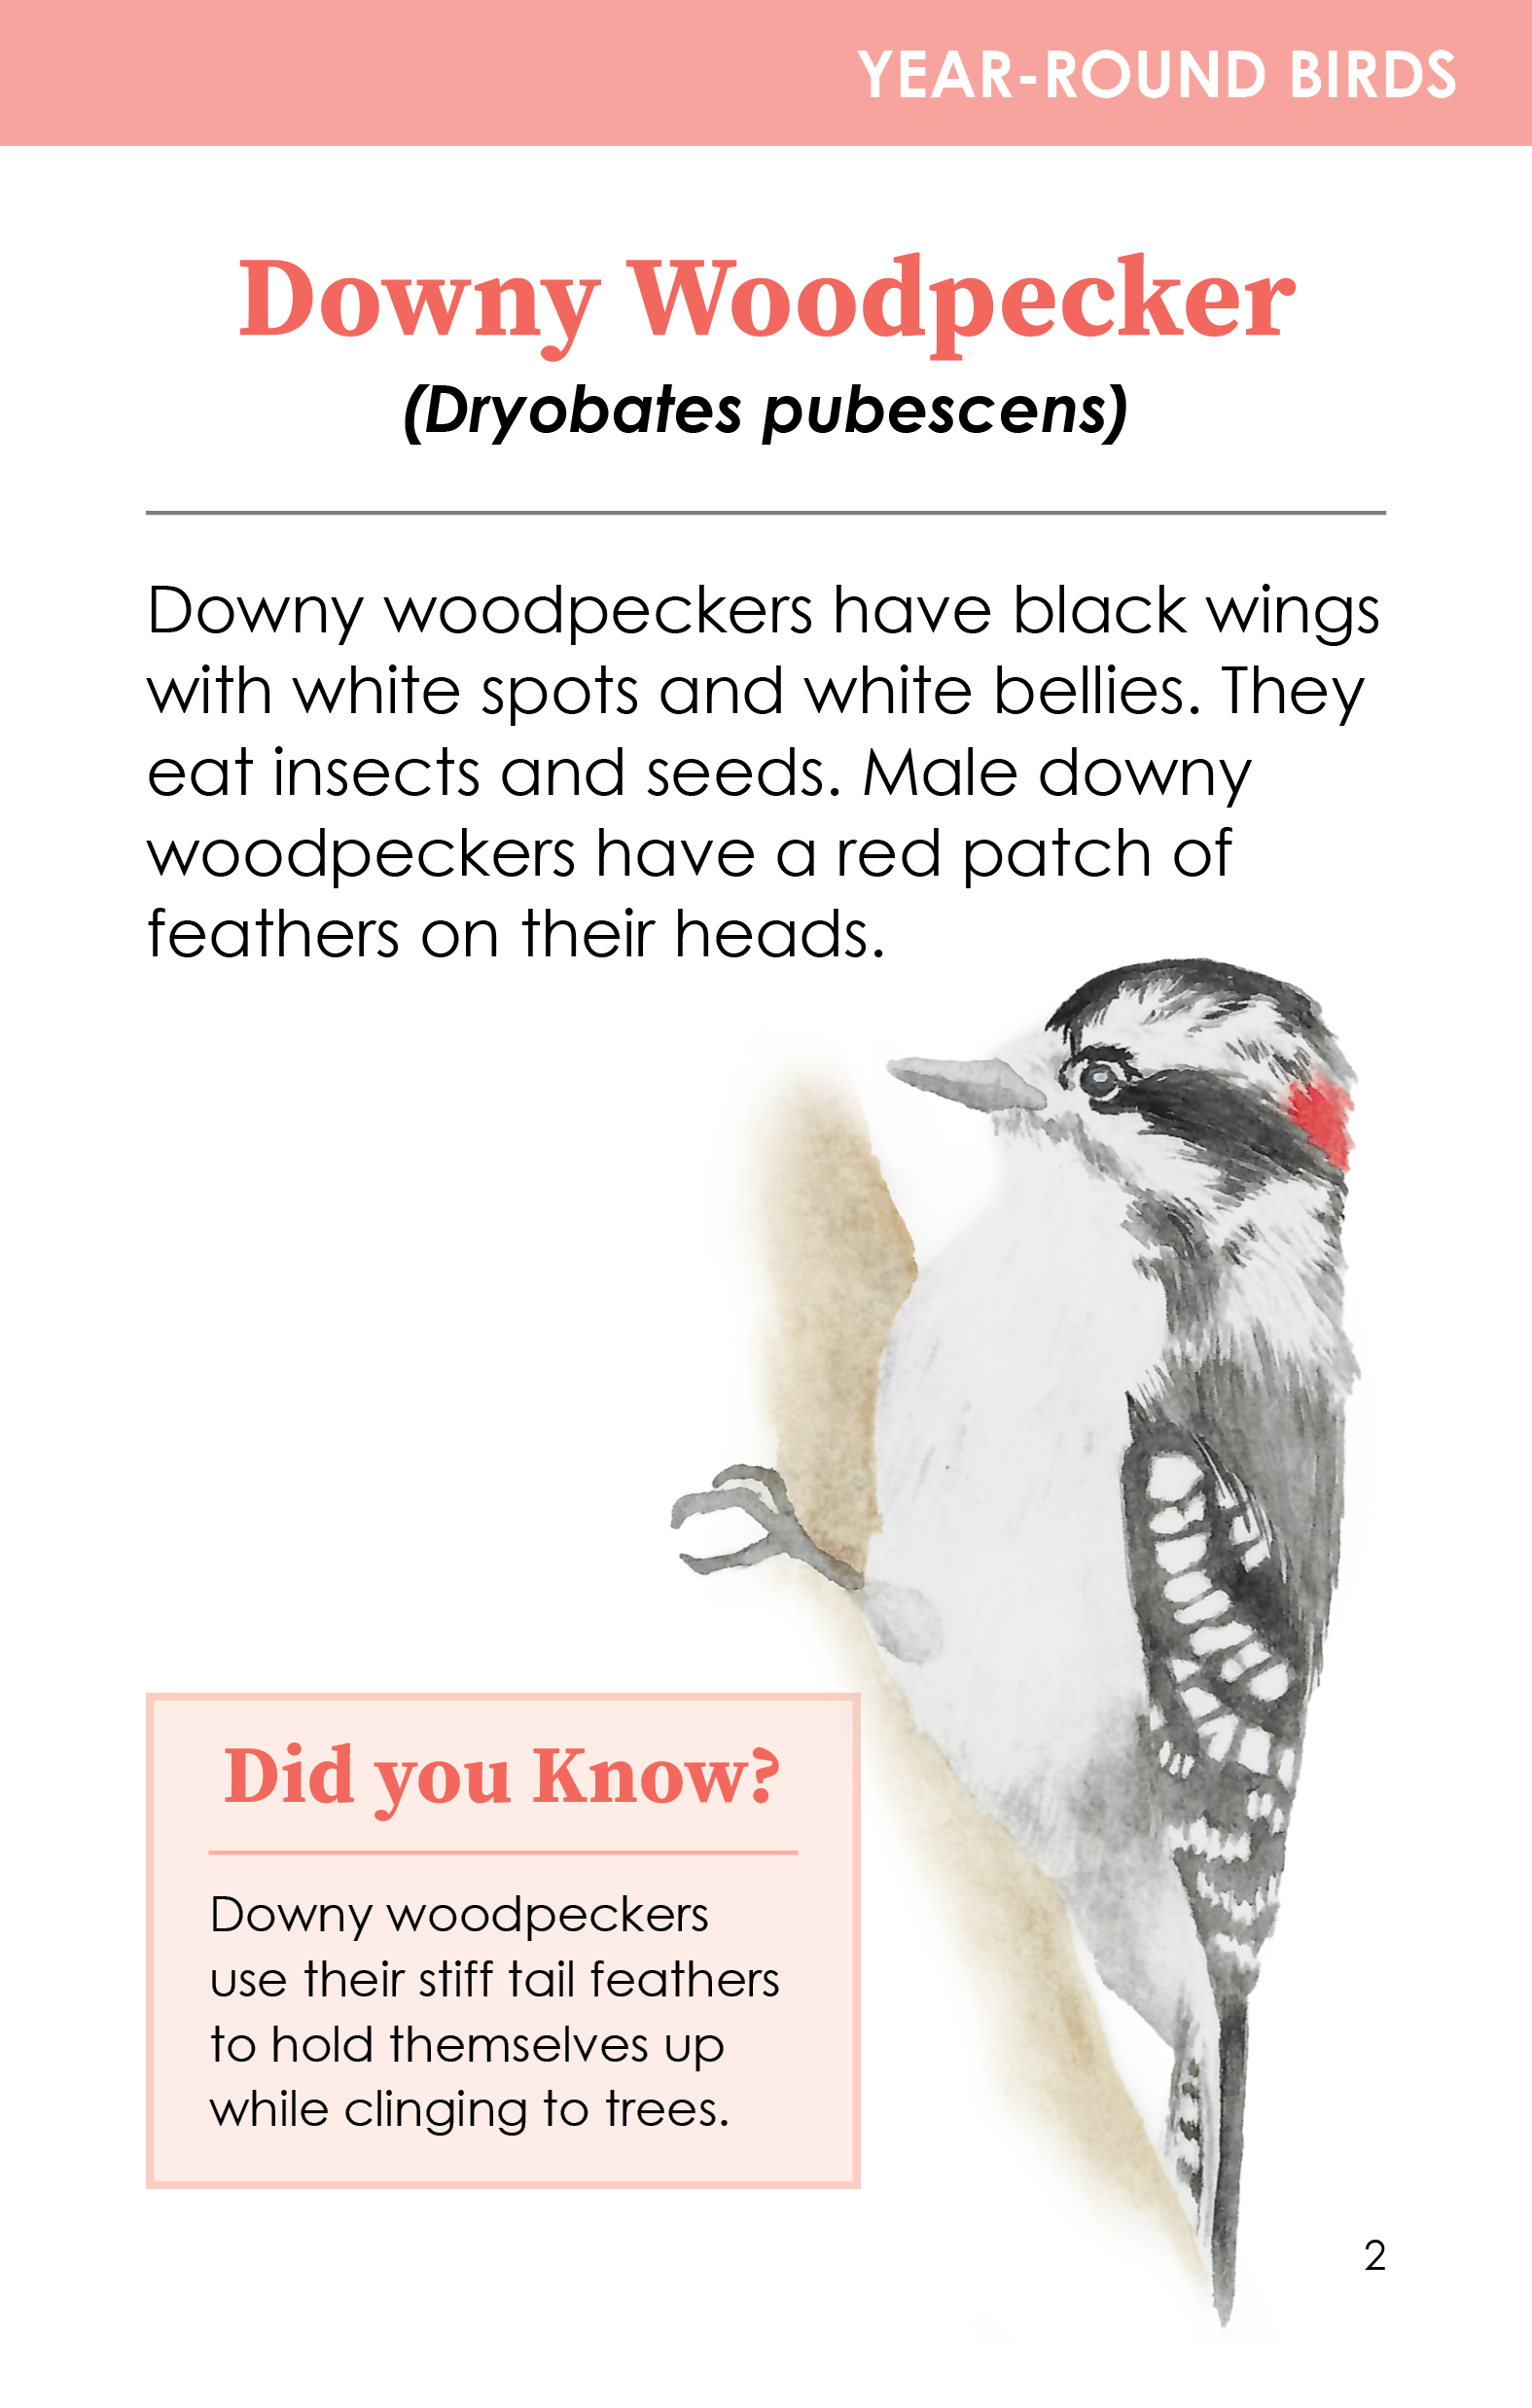 YEAR-ROUND BIRDS
Downy Woodpecker
(Dryobates pubescens)
Downy woodpeckers have black wings
with white spots and white bellies. They
eat insects and seeds. Male downy
woodpeckers have a red patch of
feathers on their heads.
Did you Know?
Downy woodpeckers
use their stiff tail feathers
to hold themselves up
while clinging to trees.
2